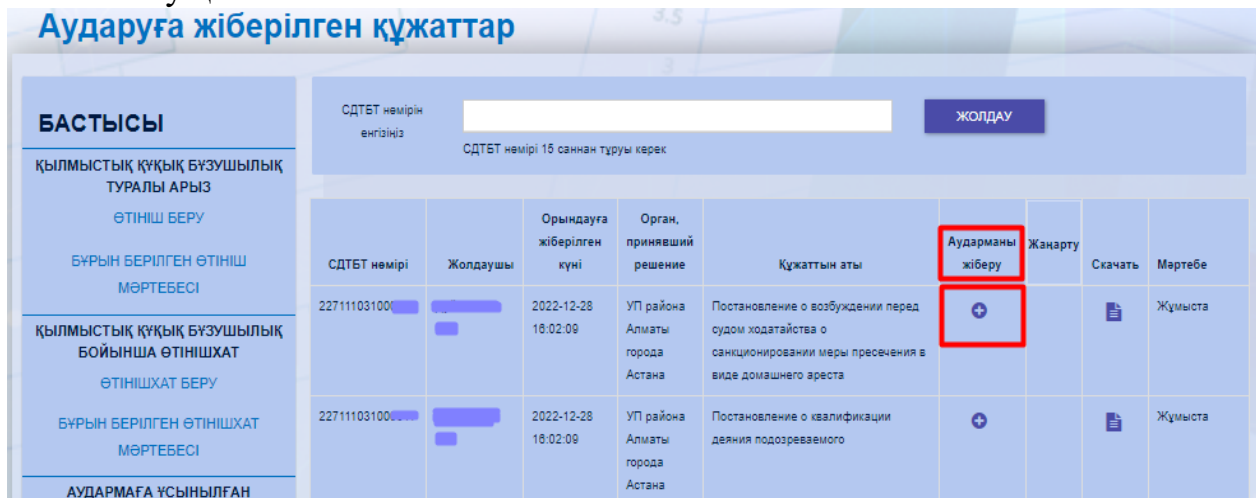 Аударуға жіберілген құжаттар
БАСТЫСЫ
ҚЫЛМЫСТЫҚ ҚҰҚЫҚ БҰЗУШЫЛЫҚ
ТУРАЛЫ АРЫЗ
ӨТІНІШ БЕРУ
БҰРЫН БЕРІЛГЕН ӨТІНІШ
МӘРТЕБЕСІ
ҚЫЛМЫСТЫҚ ҚҰҚЫҚ БҰЗУШЫЛЫҚ
БОЙЫНША ӨТІНІШХАТ
ӨТІНІШХАТ БЕРУ
БҰРЫН БЕРІЛГЕН ӨТІНІШХАТ
МӘРТЕБЕСІ
АУДАРМАҒА ҰСЫНЫЛҒАН
СДТБТ нөмірін
енгізіңіз
ЖОЛДАУ
СДТБТ нөмірі 15 саннан тұруы керек
СДТБТ нөмірі
Жолдаушы
Орындауға
жіберілген
күні
Орган,
принявший
решение
Құжаттын аты
Аударманы
жіберу
Жаңарту
Скачать
Мәртебе
22711103100
2022-12-28
16:02:09
УП района
Алматы
города
Астана
Постановление о возбуждении перед
судом ходатайства о
санкционировании меры пресечения в
виде домашнего ареста
Жұмыста
22711103100
2022-12-28
16:02:09
УП района
Алматы
города
Астана
Постановление о квалификации
деяния подозреваемого
Жұмыста